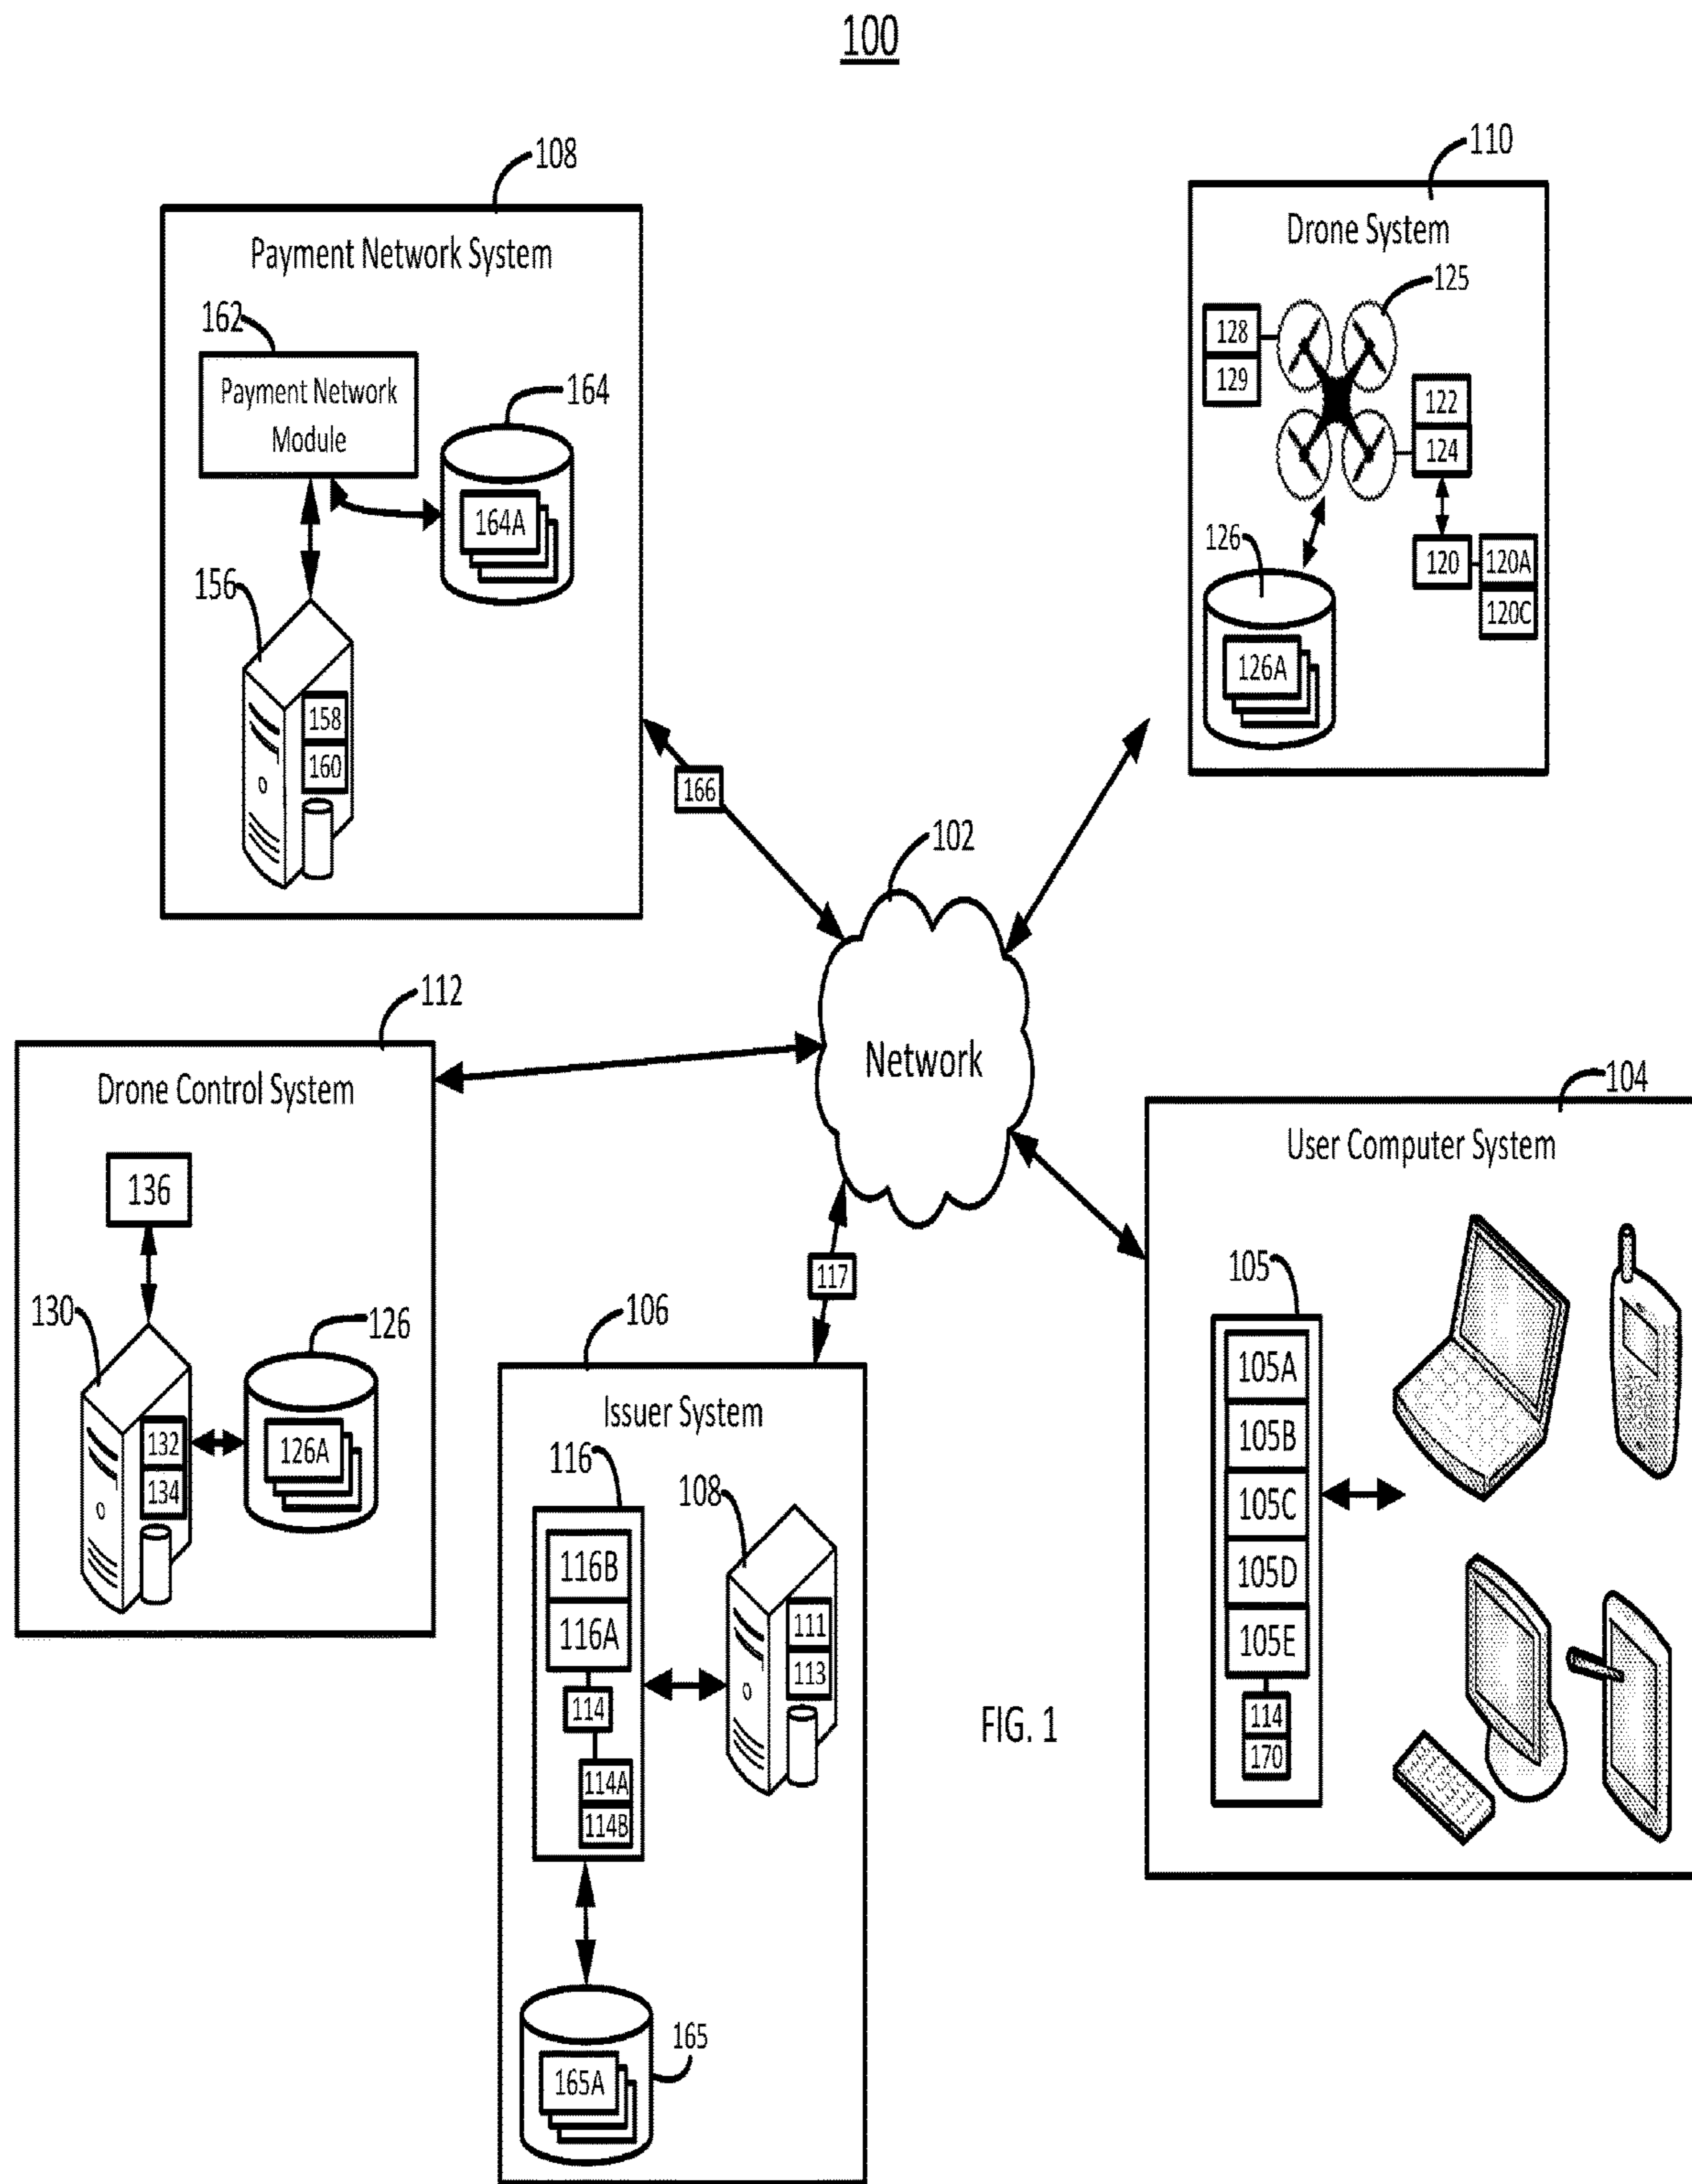 100
108
Payment Network System
162
Payment Network
Module
164
164A
156
158
160
166
110
Drone System
125
128
129
122
124
120
120A
120C
126
126A
102
Network
112
Drone Control System
136
130
132
134
126
126A
117
106
Issuer System
116
116B
116A
114
114A
114B
108
111
113
165
165A
FIG. 1
104
User Computer System
105
105A
105B
105C
105D
105E
114
170